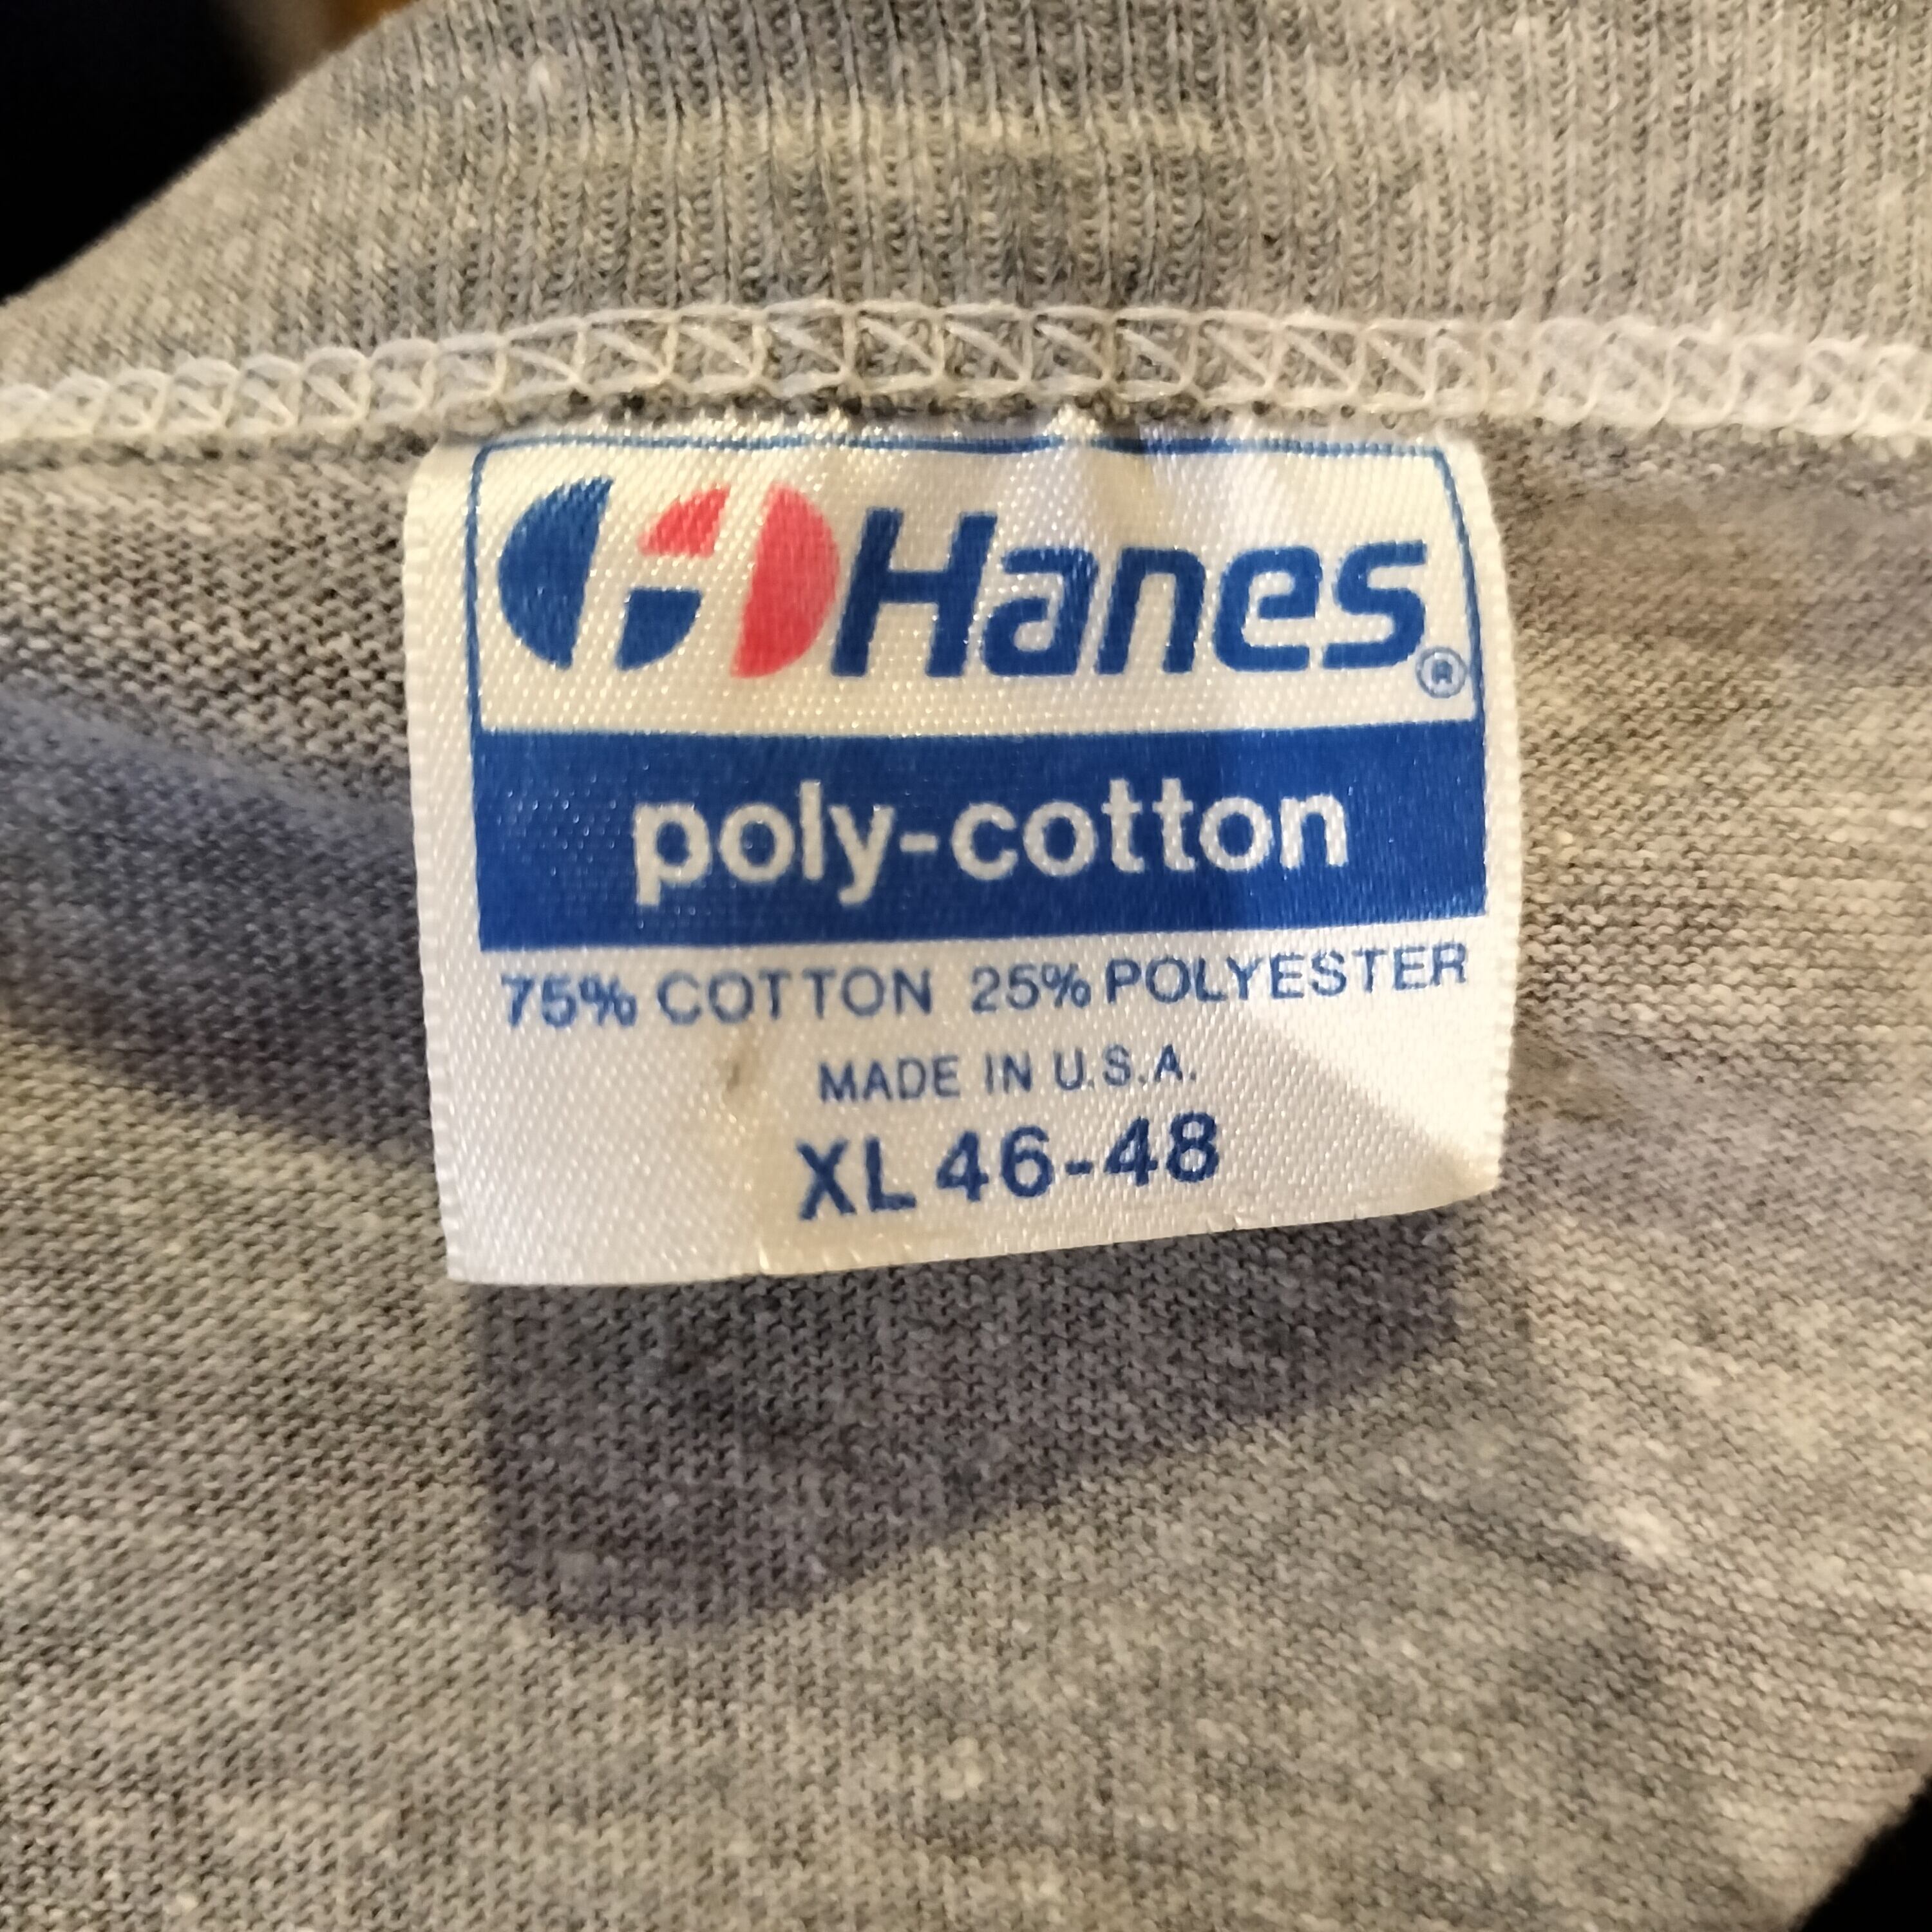 Hanes®
poly-cotton
75% COTTON 25% POLYESTER
MADE IN U.S.A.
XL 46-48